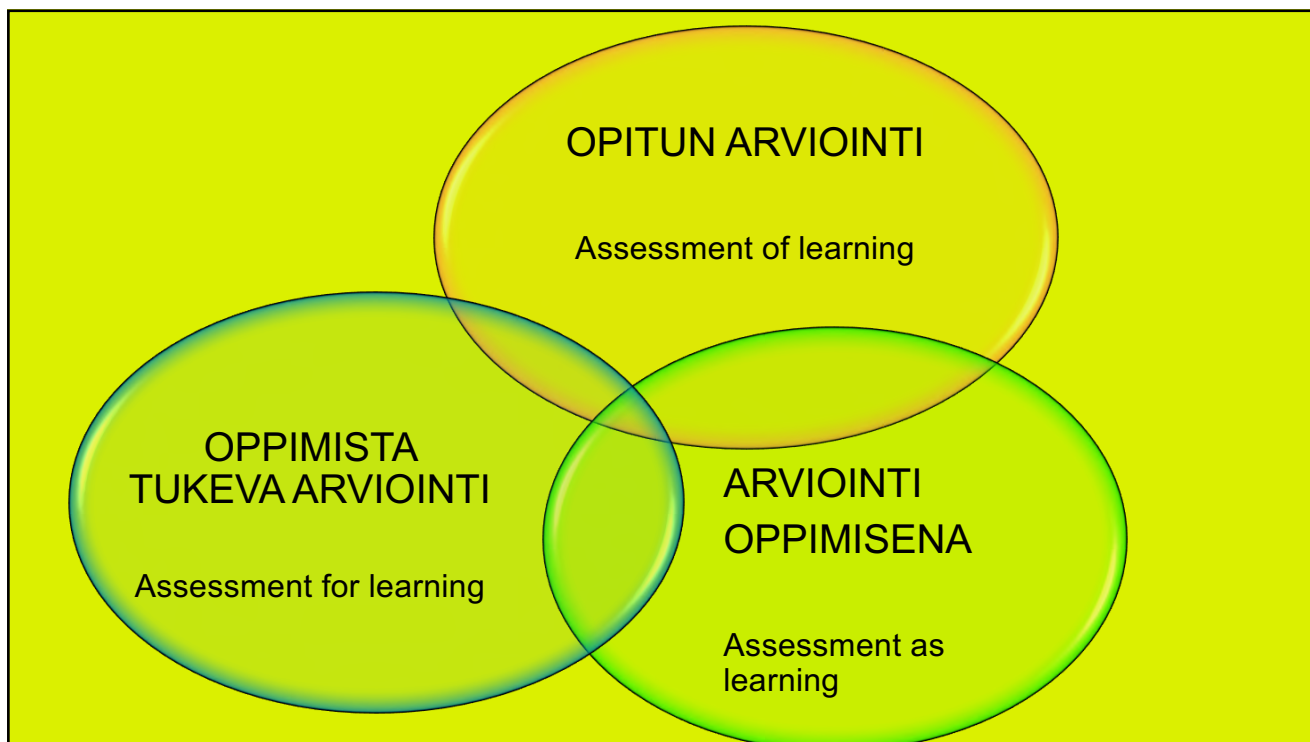 OPITUN ARVIOINTI
Assessment of learning
OPPIMISTA
TUKEVA ARVIOINTI
Assessment for learning
ARVIOINTI
OPPIMISENA
Assessment as
learning